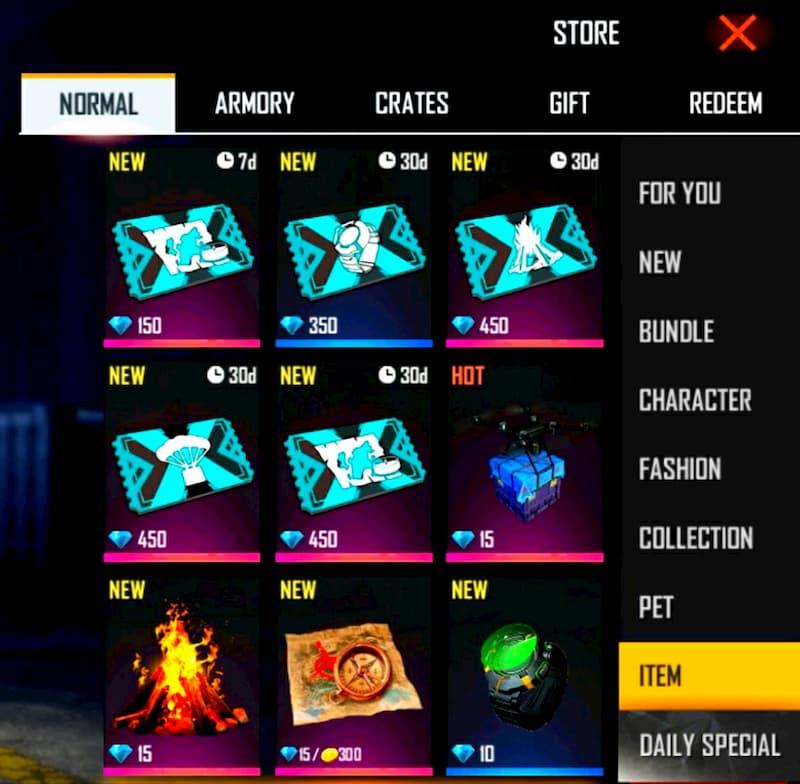 STORE
NORMAL ARMORY CRATES GIFT REDEEM
NEW 7d NEW 30d NEW 30d
150 350 450
NEW 30d NEW 30d HOT
450 450 15
NEW NEW NEW
15 15/ 300 10
FOR YOU
NEW
BUNDLE
CHARACTER
FASHION
COLLECTION
PET
ITEM
DAILY SPECIAL